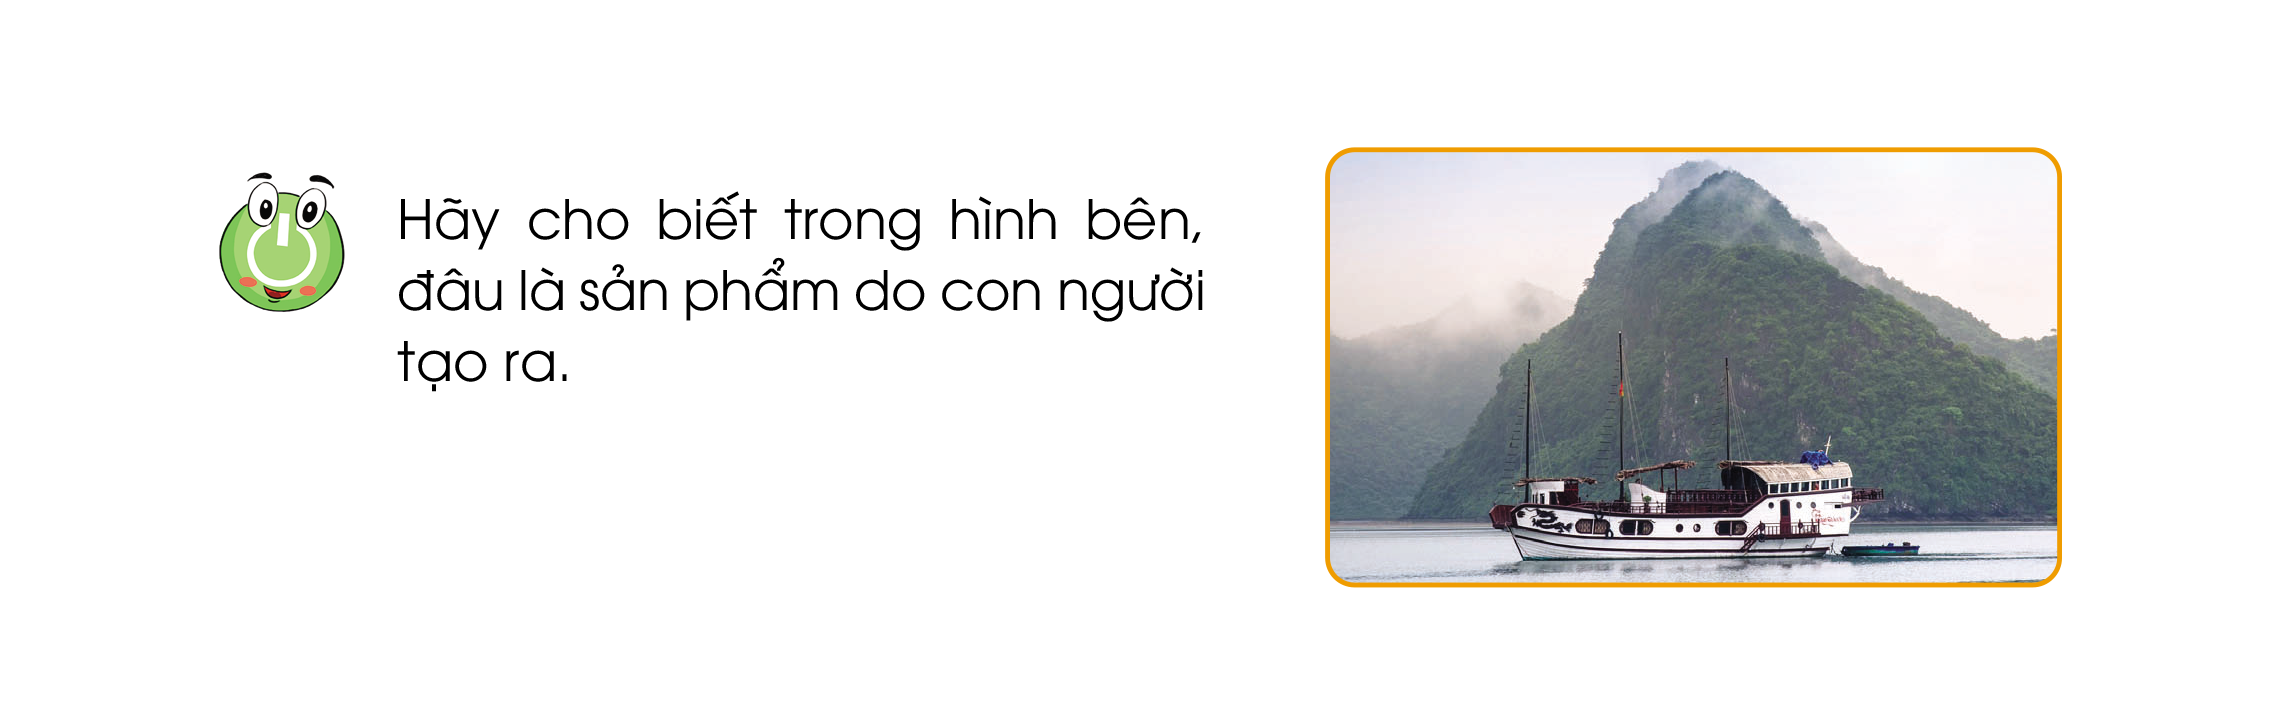 Hãy cho biết trong hình bên,
đâu là sản phẩm do con người
tạo ra.